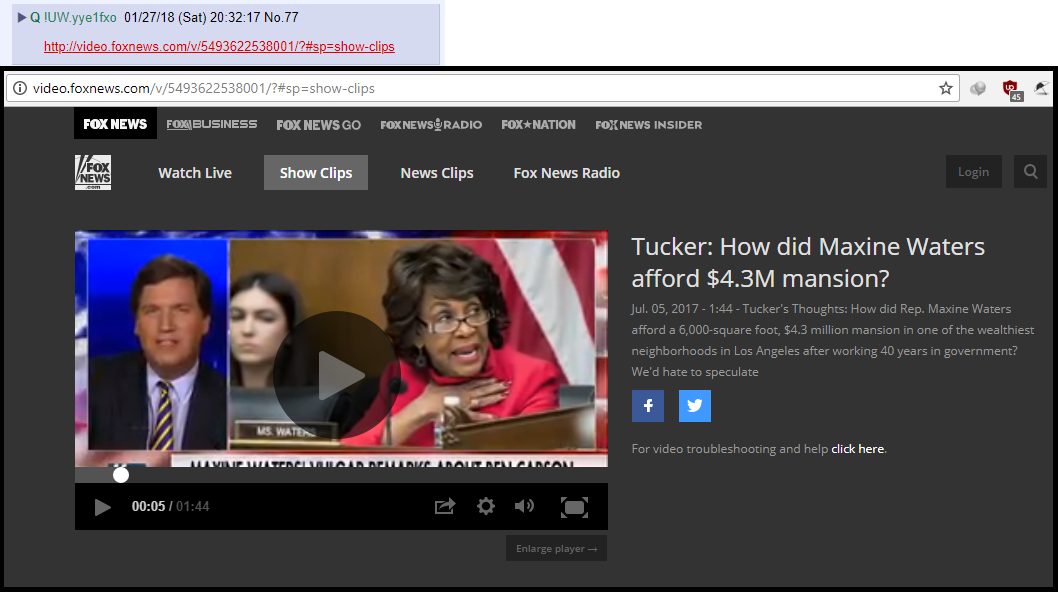 Q !UW.yye1fxo 01/27/18 (Sat) 20:32:17 No.77
http://video.foxnews.com/v/5493622538001/?#sp=show-clips
video.foxnews.com/v/5493622538001/?#sp=show-clips
45
FOX NEWS FOX BUSINESS FOX NEWS GO FOX NEWS RADIO FOX★NATION FOX NEWS INSIDER
FOX NEWS .com
Watch Live Show Clips News Clips Fox News Radio Login
Tucker: How did Maxine Waters
afford $4.3M mansion?
Jul. 05, 2017 - 1:44 - Tucker's Thoughts: How did Rep. Maxine Waters
afford a 6,000-square foot, $4.3 million mansion in one of the wealthiest
neighborhoods in Los Angeles after working 40 years in government?
We'd hate to speculate
For video troubleshooting and help click here.
MS. WATERS
MAXINE WATERS' VULGAR REMARKS ABOUT BEN CARSON
00:05 / 01:44
Enlarge player →